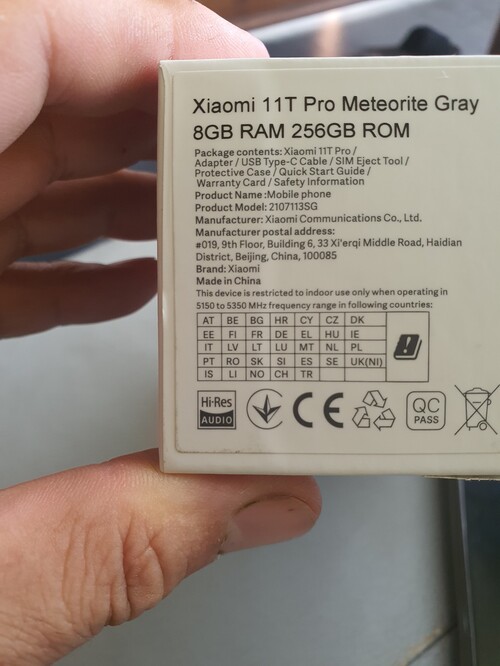 Xiaomi 11T Pro Meteorite Gray
8GB RAM 256GB ROM
Package contents: Xiaomi 11T Pro /
Adapter / USB Type-C Cable / SIM Eject Tool /
Protective Case / Quick Start Guide /
Warranty Card / Safety Information
Product Name :Mobile phone
Product Model: 2107113SG
Manufacturer: Xiaomi Communications Co., Ltd.
Manufacturer postal address:
#019, 9th Floor, Building 6, 33 Xi'erqi Middle Road, Haidian
District, Beijing, China, 100085
Brand: Xiaomi
Made in China
This device is restricted to indoor use only when operating in
5150 to 5350 MHz frequency range in following countries:
AT BE BG HR CY CZ DK
EE FI FR DE EL HU IE
IT LV LT LU MT NL PL
PT RO SK SI ES SE UK(NI)
IS LI NO CH TR
Hi-Res
AUDIO
CE
QC
PASS